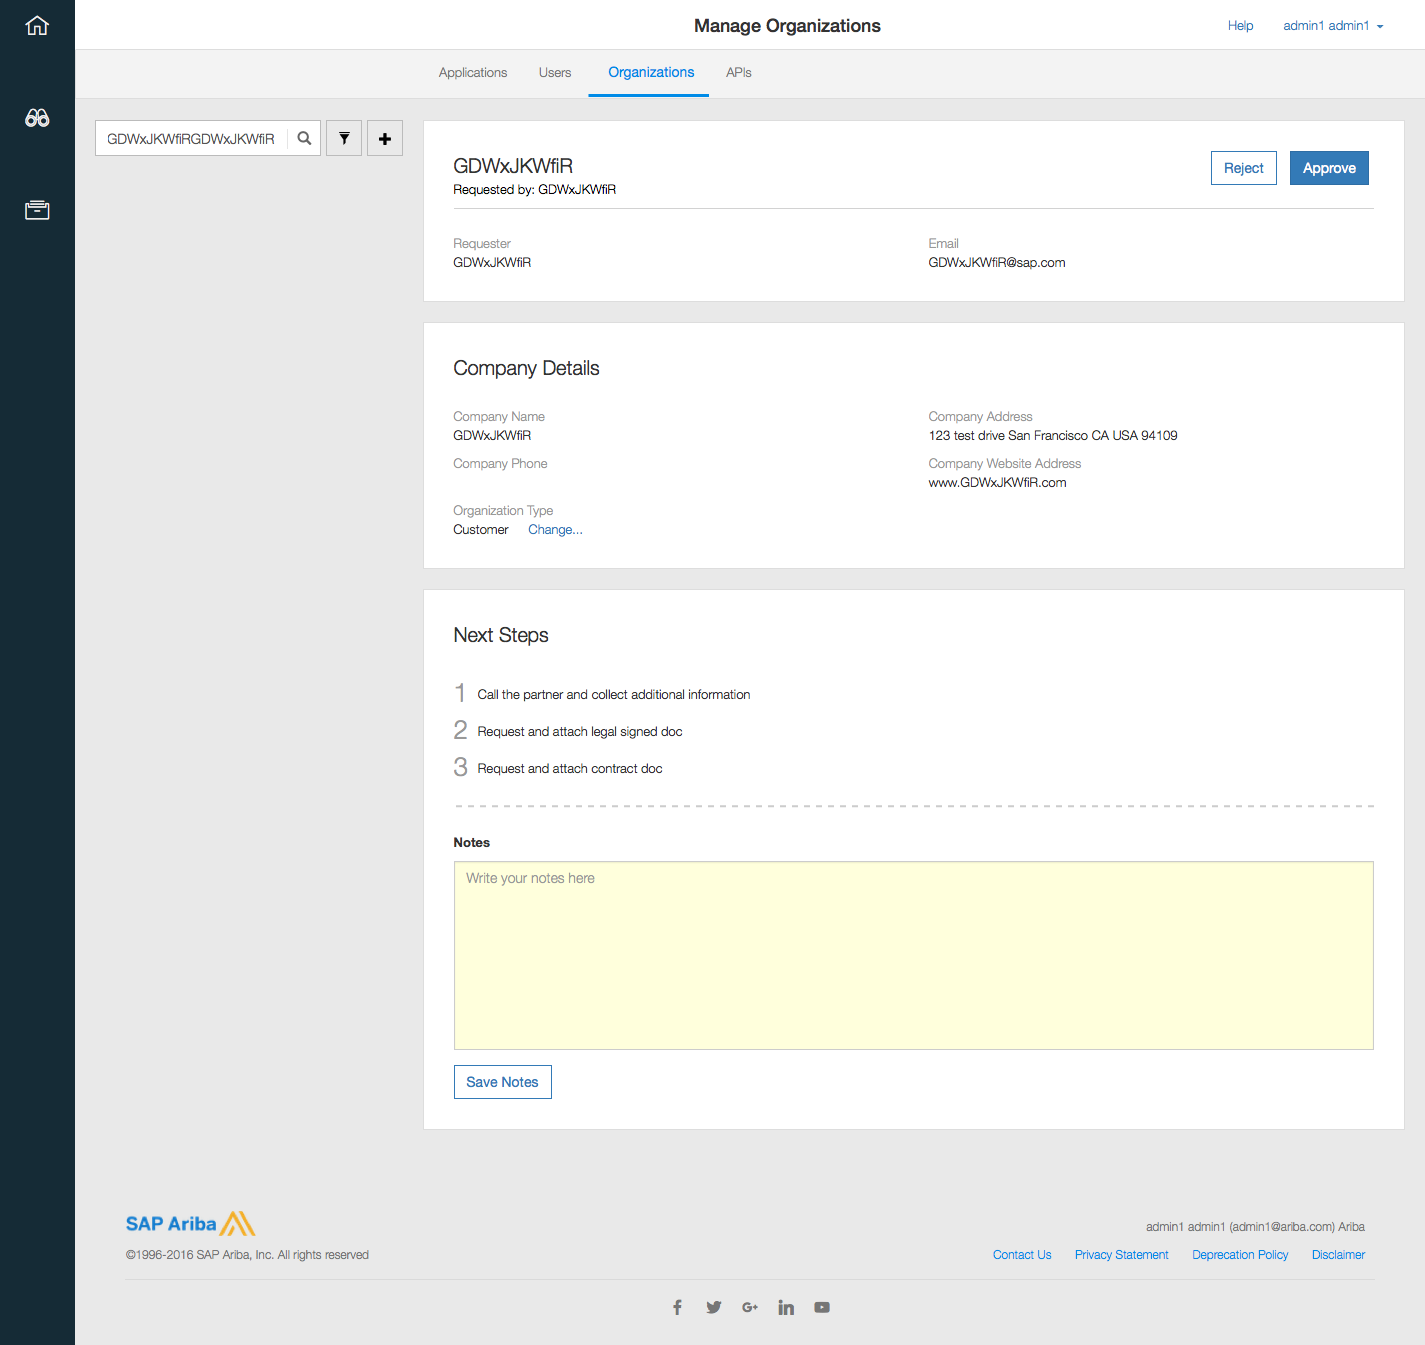 Manage Organizations
Help
admin1 admin1
Applications
Users
Organizations
APIs
GDWxJKWfiRGDWxJKWfiR
GDWxJKWfiR
Requested by: GDWxJKWfiR
Reject
Approve
Requester
GDWxJKWfiR
Email
GDWxJKWfiR@sap.com
Company Details
Company Name
GDWxJKWfiR
Company Address
123 test drive San Francisco CA USA 94109
Company Phone
Company Website Address
www.GDWxJKWfiR.com
Organization Type
Customer Change...
Next Steps
1 Call the partner and collect additional information
2 Request and attach legal signed doc
3 Request and attach contract doc
Notes
Write your notes here
Save Notes
SAP Ariba
admin1 admin1 (admin1@ariba.com) Ariba
©1996-2016 SAP Ariba, Inc. All rights reserved
Contact Us
Privacy Statement
Deprecation Policy
Disclaimer